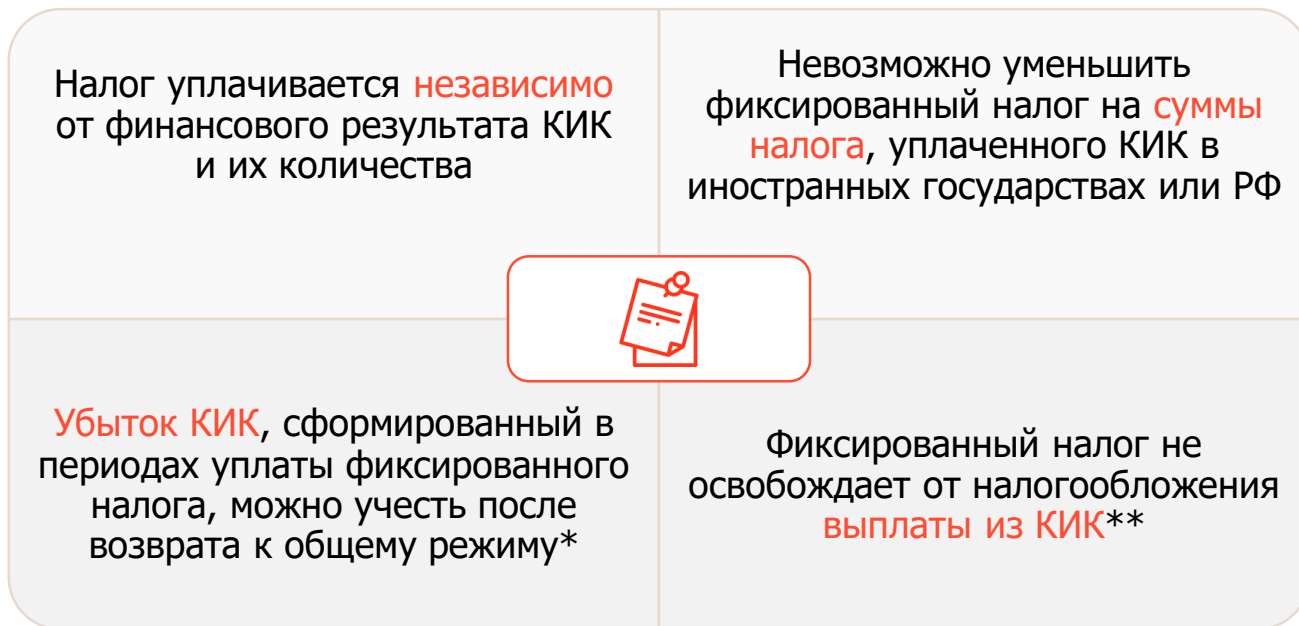 Налог уплачивается независимо
от финансового результата КИК
и их количества
Невозможно уменьшить
фиксированный налог на суммы
налога, уплаченного КИК в
иностранных государствах или РФ
Убыток КИК, сформированный в
периодах уплаты фиксированного
налога, можно учесть после
возврата к общему режиму*
Фиксированный налог не
освобождает от налогообложения
выплаты из КИК**